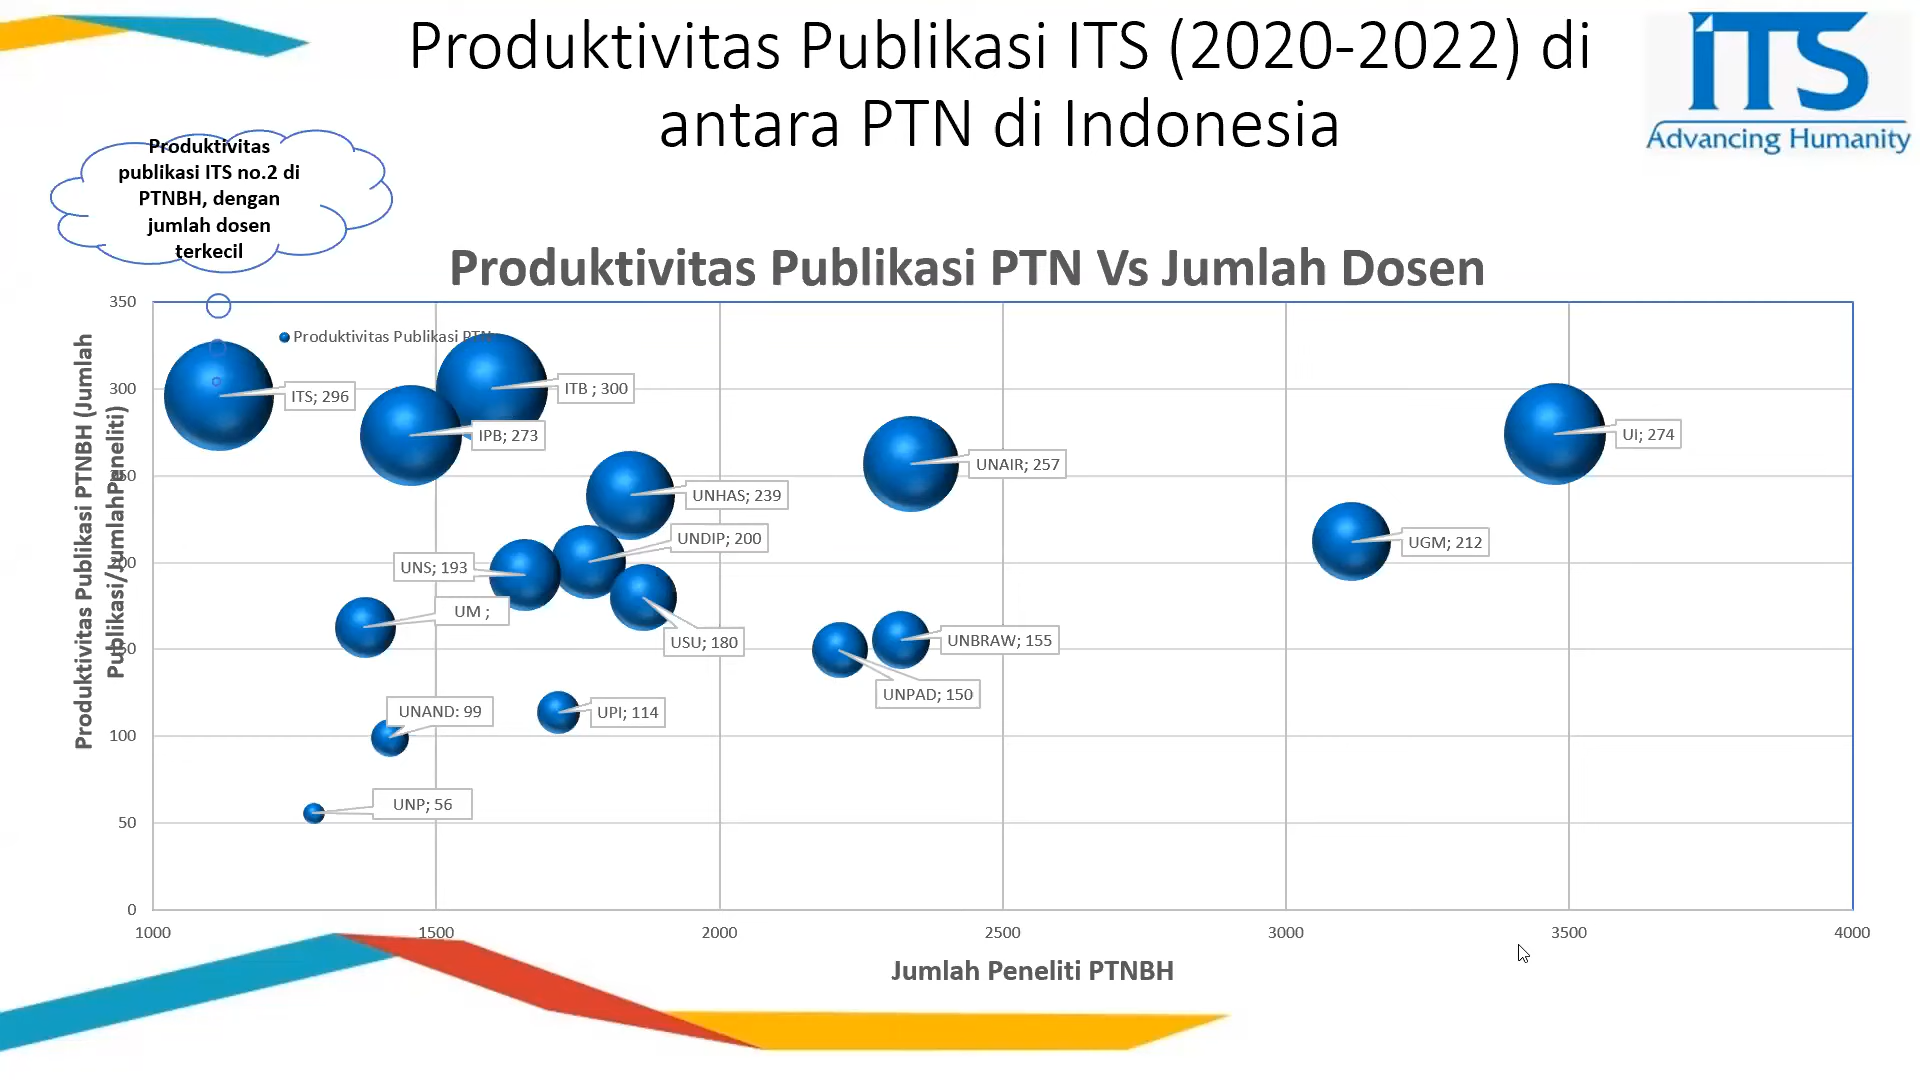 Produktivitas Publikasi ITS (2020-2022) di
antara PTN di Indonesia
ITS
Advancing Humanity
Produktivitas
publikasi ITS no.2 di
PTNBH, dengan
jumlah dosen
terkecil
Produktivitas Publikasi PTN Vs Jumlah Dosen
Produktivitas Publikasi PTNBH (Jumlah
Publikasi/JumlahPeneliti)
350
300
250
200
150
100
50
0
Produktivitas Publikasi PTN
ITS; 296
ITB ; 300
IPB; 273
UNAIR; 257
UI; 274
UNHAS; 239
UNDIP; 200
UGM; 212
UNS; 193
UM ;
USU; 180
UNBRAW; 155
UNPAD; 150
UNAND: 99
UPI; 114
UNP; 56
1000
1500
2000
2500
3000
3500
4000
Jumlah Peneliti PTNBH